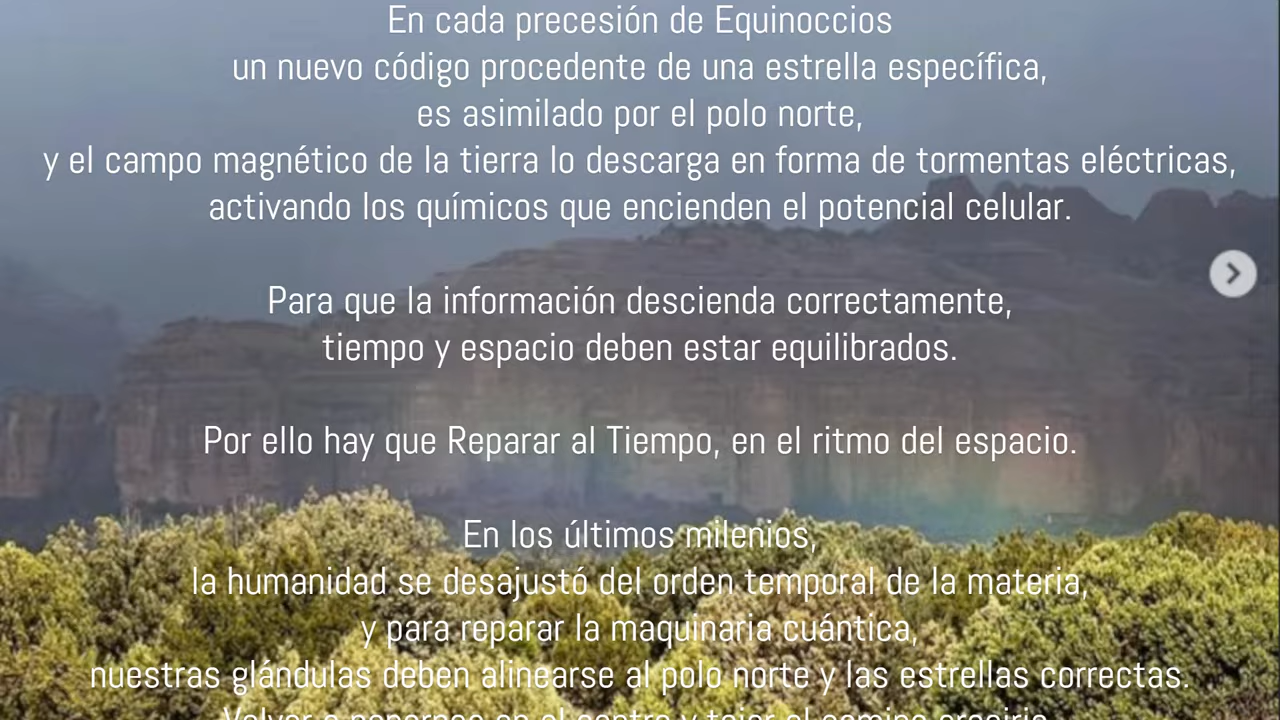 En cada precesión de Equinoccios
un nuevo código procedente de una estrella específica,
es asimilado por el polo norte,
y el campo magnético de la tierra lo descarga en forma de tormentas eléctricas,
activando los químicos que encienden el potencial celular.
Para que la información descienda correctamente,
tiempo y espacio deben estar equilibrados.
Por ello hay que Reparar al Tiempo, en el ritmo del espacio.
En los últimos milenios,
la humanidad se desajustó del orden temporal de la materia,
y para reparar la maquinaria cuántica,
nuestras glándulas deben alinearse al polo norte y las estrellas correctas.